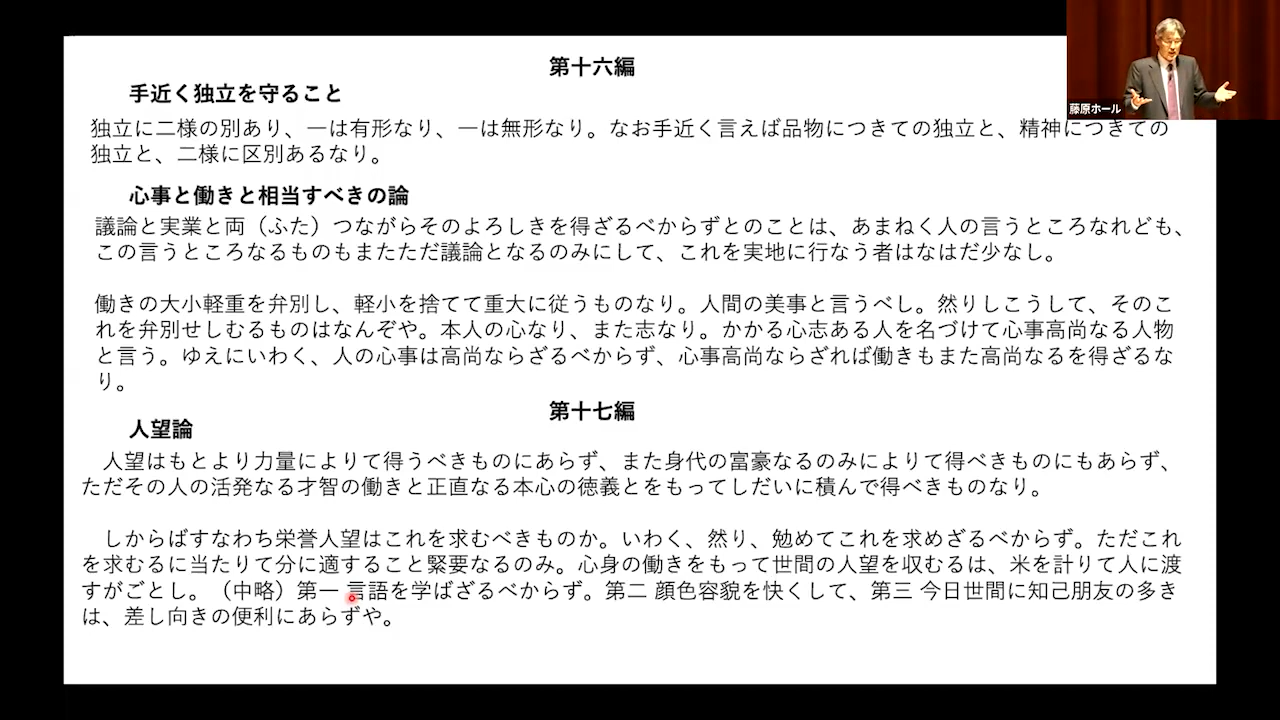 第十六編
手近く独立を守ること
藤原ホール
独立に二様の別あり、一は有形なり、一は無形なり。なお手近く言えば品物につきての独立と、精神につきての
独立と、二様に区別あるなり。
心事と働きと相当すべきの論
議論と実業と両（ふた）つながらそのよろしきを得ざるべからずとのことは、あまねく人の言うところなれども、
この言うところなるものもまたただ議論となるのみにして、これを実地に行なう者はなはだ少なし。
働きの大小軽重を弁別し、軽小を捨てて重大に従うものなり。人間の美事と言うべし。然りしこうして、そのこ
れを弁別せしむるものはなんぞや。本人の心なり、また志なり。かかる心志ある人を名づけて心事高尚なる人物
と言う。ゆえにいわく、人の心事は高尚ならざるべからず、心事高尚ならざれば働きもまた高尚なるを得ざるな
り。
第十七編
人望論
人望はもとより力量によりて得うべきものにあらず、また身代の富豪なるのみによりて得べきものにもあらず、
ただその人の活発なる才智の働きと正直なる本心の徳義とをもってしだいに積んで得べきものなり。
しからばすなわち栄誉人望はこれを求むべきものか。いわく、然り、勉めてこれを求めざるべからず。ただこれ
を求むるに当たりて分に適すること緊要なるのみ。心身の働きをもって世間の人望を収むるは、米を計りて人に渡
すがごとし。（中略）第一 言語を学ばざるべからず。第二 顔色容貌を快くして、第三 今日世間に知己朋友の多き
は、差し向きの便利にあらずや。